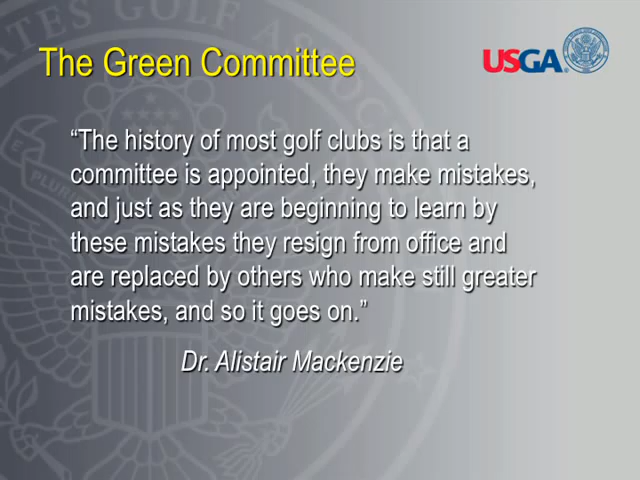 The Green Committee
USGA
“The history of most golf clubs is that a
committee is appointed, they make mistakes,
and just as they are beginning to learn by
these mistakes they resign from office and
are replaced by others who make still greater
mistakes, and so it goes on.”
Dr. Alistair Mackenzie